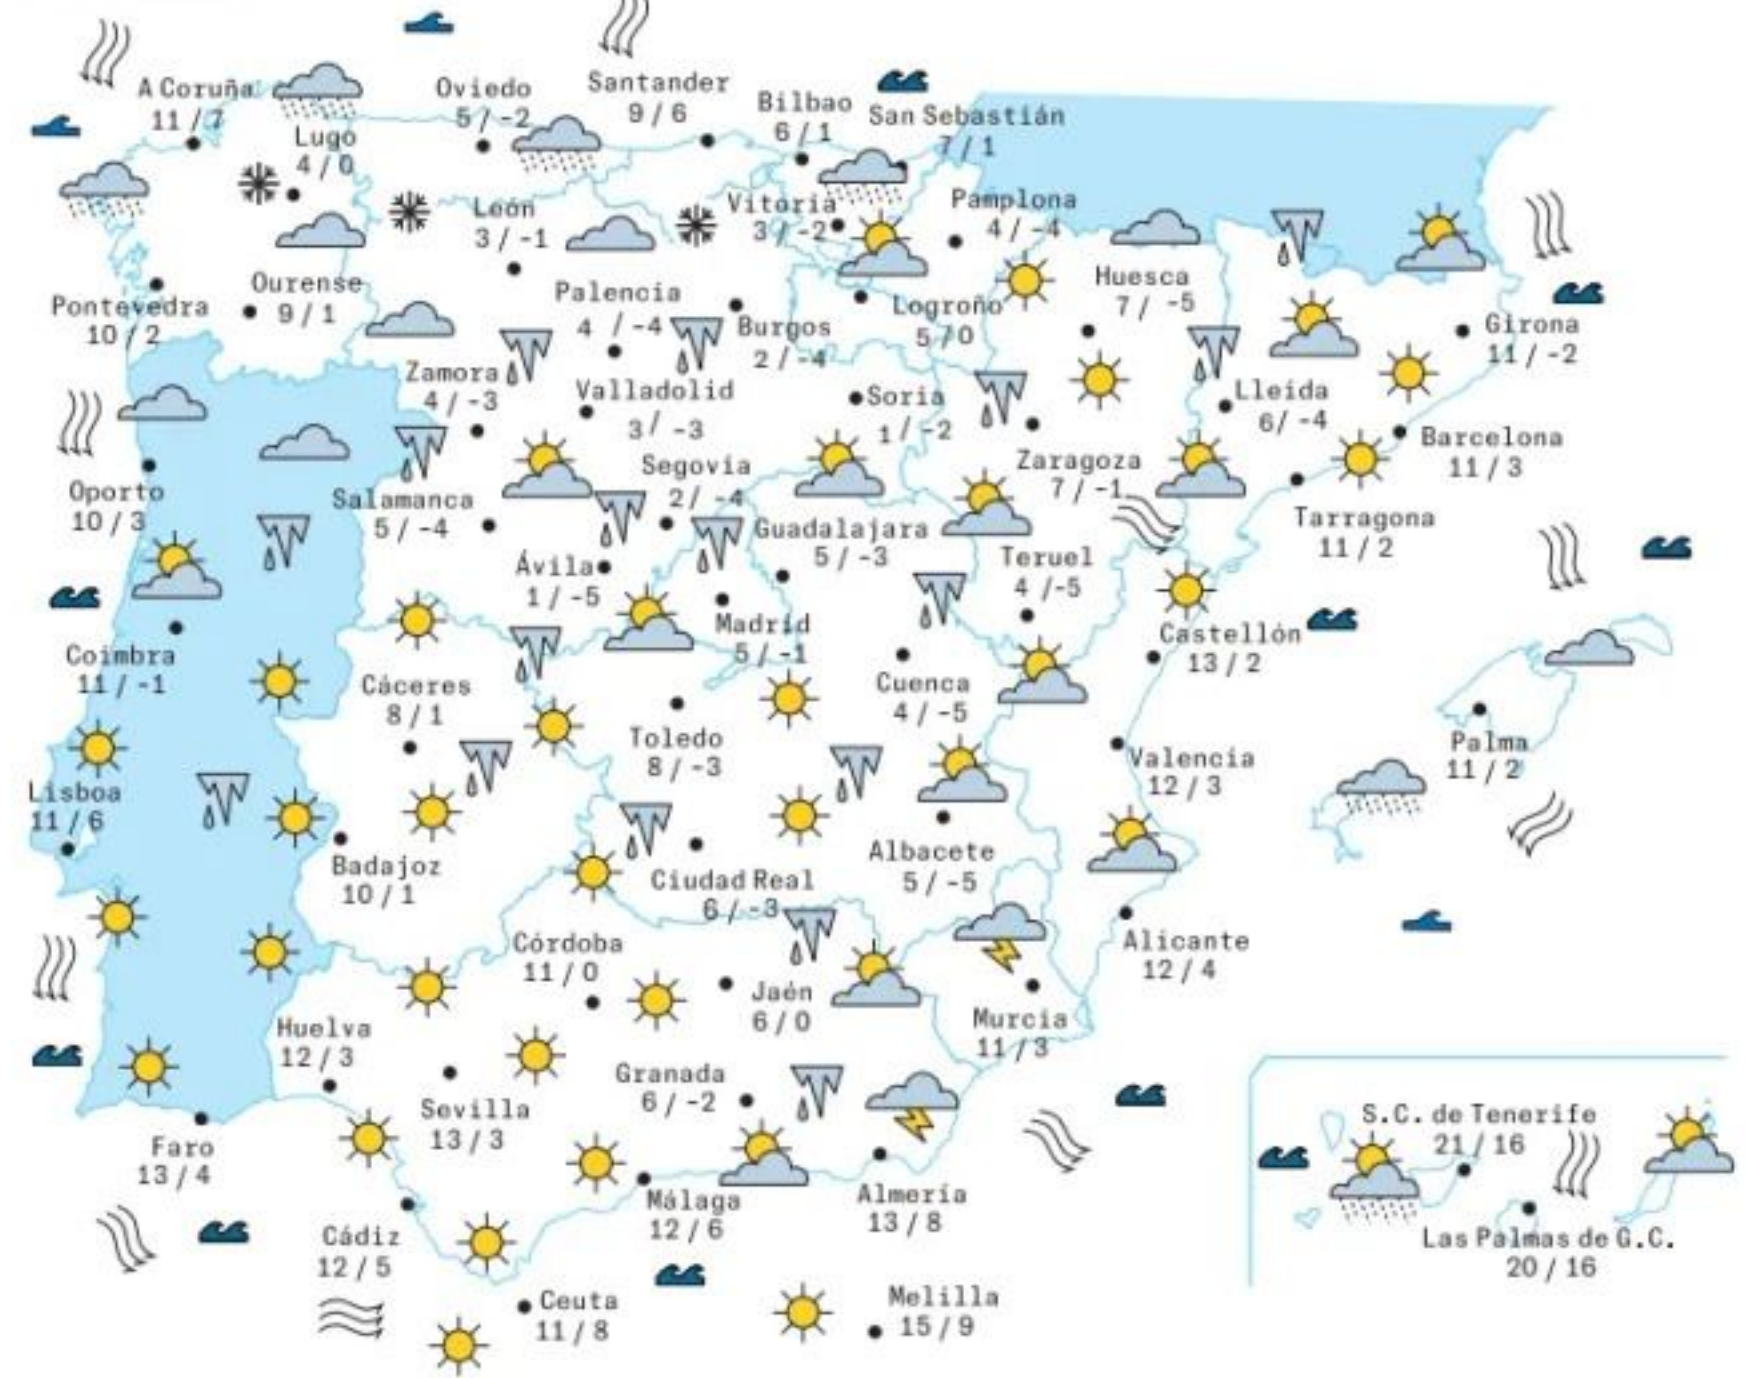 A Coruña
11 / 7
Lugo
4 / 0
Oviedo
5 / -2
Santander
9 / 6
Bilbao
6 / 1
San Sebastián
7 / 1
León
3 / -1
Vitoria
3 / -2
Pamplona
4 / -4
Pontevedra
10 / 2
Ourense
9 / 1
Palencia
4 / -4
Burgos
2 / -4
Logroño
5 / 0
Huesca
7 / -5
Girona
11 / -2
Zamora
4 / -3
Valladolid
3 / -3
Soria
1 / -2
Lleida
6 / -4
Barcelona
11 / 3
Oporto
10 / 3
Salamanca
5 / -4
Segovia
2 / -4
Guadalajara
5 / -3
Zaragoza
7 / -1
Tarragona
11 / 2
Ávila
1 / -5
Madrid
5 / -1
Teruel
4 / -5
Castellón
13 / 2
Coimbra
11 / -1
Cáceres
8 / 1
Toledo
8 / -3
Cuenca
4 / -5
Valencia
12 / 3
Palma
11 / 2
Lisboa
11 / 6
Badajoz
10 / 1
Ciudad Real
6 / -3
Albacete
5 / -5
Alicante
12 / 4
Córdoba
11 / 0
Jaén
6 / 0
Murcia
11 / 3
Huelva
12 / 3
Sevilla
13 / 3
Granada
6 / -2
Faro
13 / 4
Cádiz
12 / 5
Málaga
12 / 6
Almería
13 / 8
Ceuta
11 / 8
Melilla
15 / 9
S.C. de Tenerife
21 / 16
Las Palmas de G.C.
20 / 16